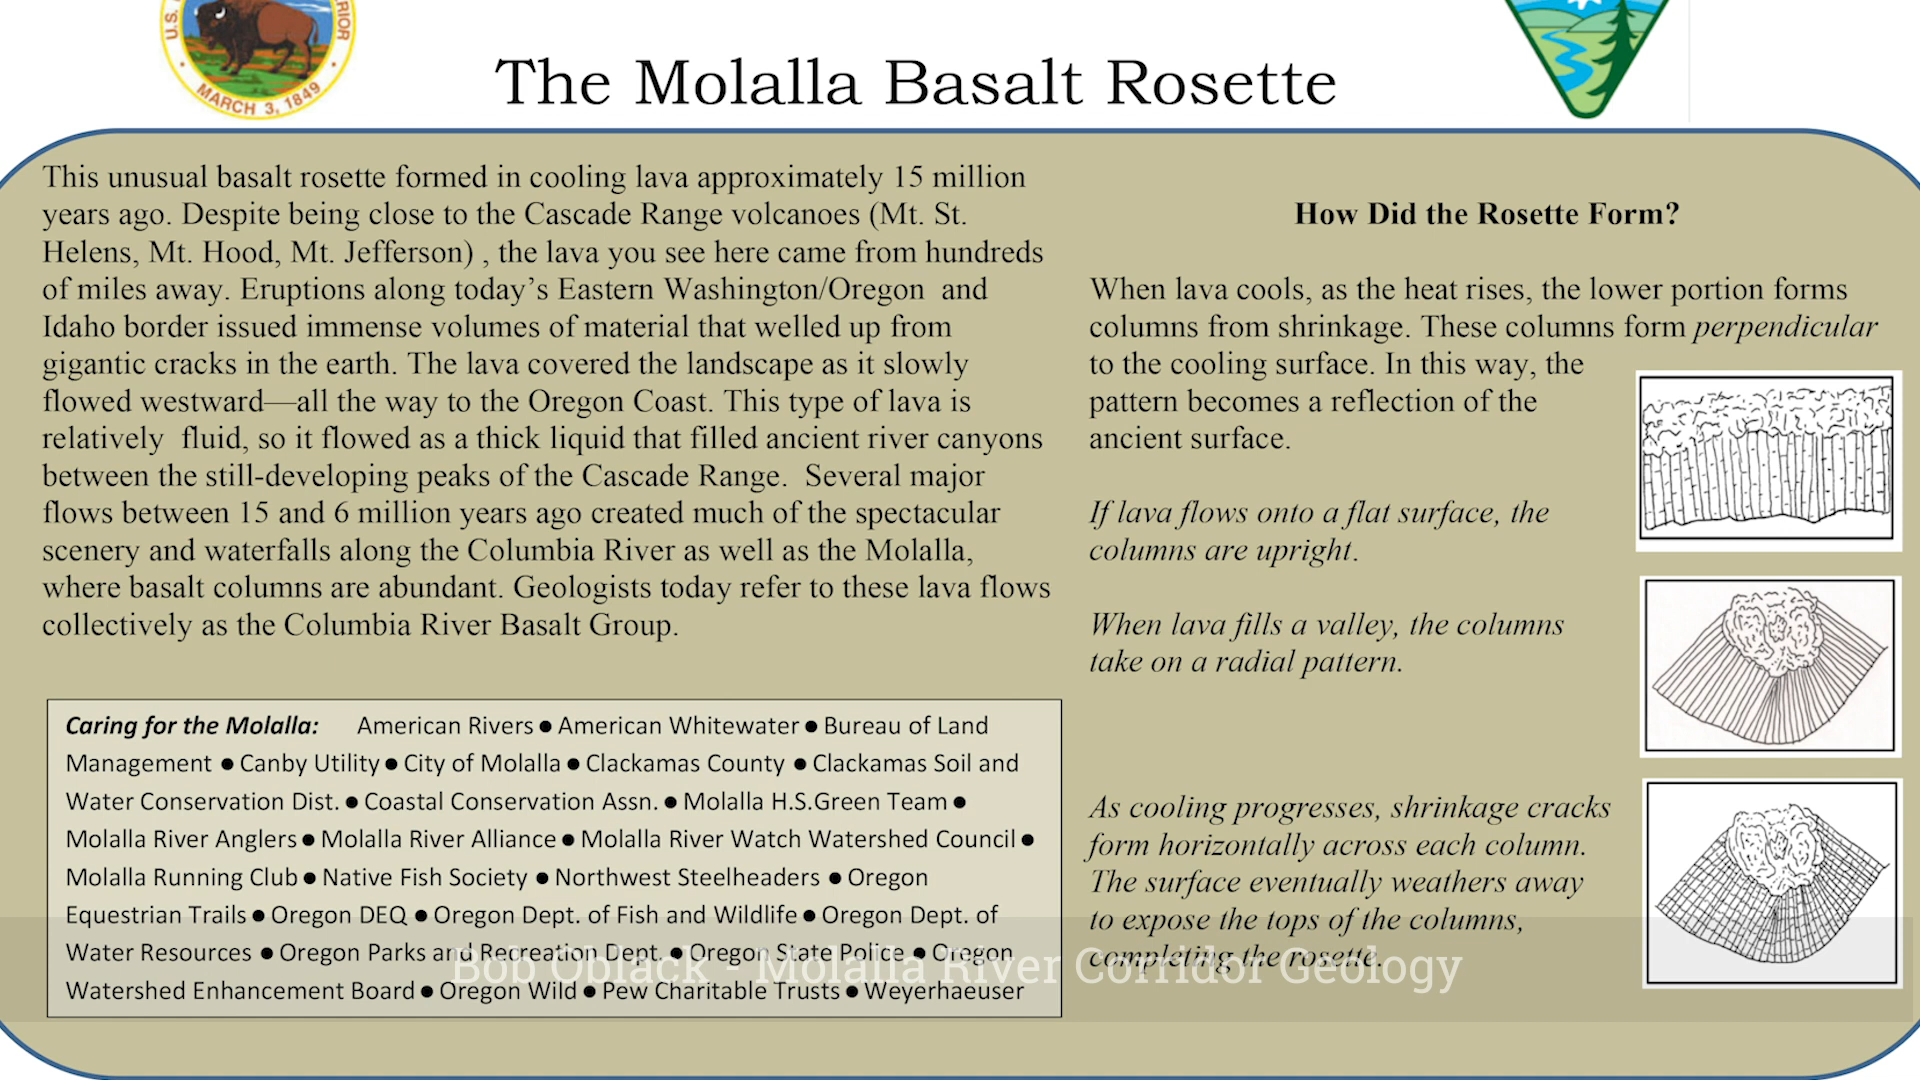 U.S.
RIOR
MARCH 3, 1849
The Molalla Basalt Rosette
This unusual basalt rosette formed in cooling lava approximately 15 million
years ago. Despite being close to the Cascade Range volcanoes (Mt. St.
Helens, Mt. Hood, Mt. Jefferson) , the lava you see here came from hundreds
of miles away. Eruptions along today’s Eastern Washington/Oregon  and
Idaho border issued immense volumes of material that welled up from
gigantic cracks in the earth. The lava covered the landscape as it slowly
flowed westward—all the way to the Oregon Coast. This type of lava is
relatively  fluid, so it flowed as a thick liquid that filled ancient river canyons
between the still-developing peaks of the Cascade Range.  Several major
flows between 15 and 6 million years ago created much of the spectacular
scenery and waterfalls along the Columbia River as well as the Molalla,
where basalt columns are abundant. Geologists today refer to these lava flows
collectively as the Columbia River Basalt Group.
Caring for the Molalla: American Rivers ● American Whitewater ● Bureau of Land
Management ● Canby Utility ● City of Molalla ● Clackamas County ● Clackamas Soil and
Water Conservation Dist. ● Coastal Conservation Assn. ● Molalla H.S.Green Team ●
Molalla River Anglers ● Molalla River Alliance ● Molalla River Watch Watershed Council ●
Molalla Running Club ● Native Fish Society ● Northwest Steelheaders ● Oregon
Equestrian Trails ● Oregon DEQ ● Oregon Dept. of Fish and Wildlife ● Oregon Dept. of
Water Resources ● Oregon Parks and Recreation Dept. ● Oregon State Police ● Oregon
Watershed Enhancement Board ● Oregon Wild ● Pew Charitable Trusts ● Weyerhaeuser
How Did the Rosette Form?
When lava cools, as the heat rises, the lower portion forms
columns from shrinkage. These columns form perpendicular
to the cooling surface. In this way, the
pattern becomes a reflection of the
ancient surface.
If lava flows onto a flat surface, the
columns are upright.
When lava fills a valley, the columns
take on a radial pattern.
As cooling progresses, shrinkage cracks
form horizontally across each column.
The surface eventually weathers away
to expose the tops of the columns,
completing the rosette.
Bob Oblack - Molalla River Corridor Geology